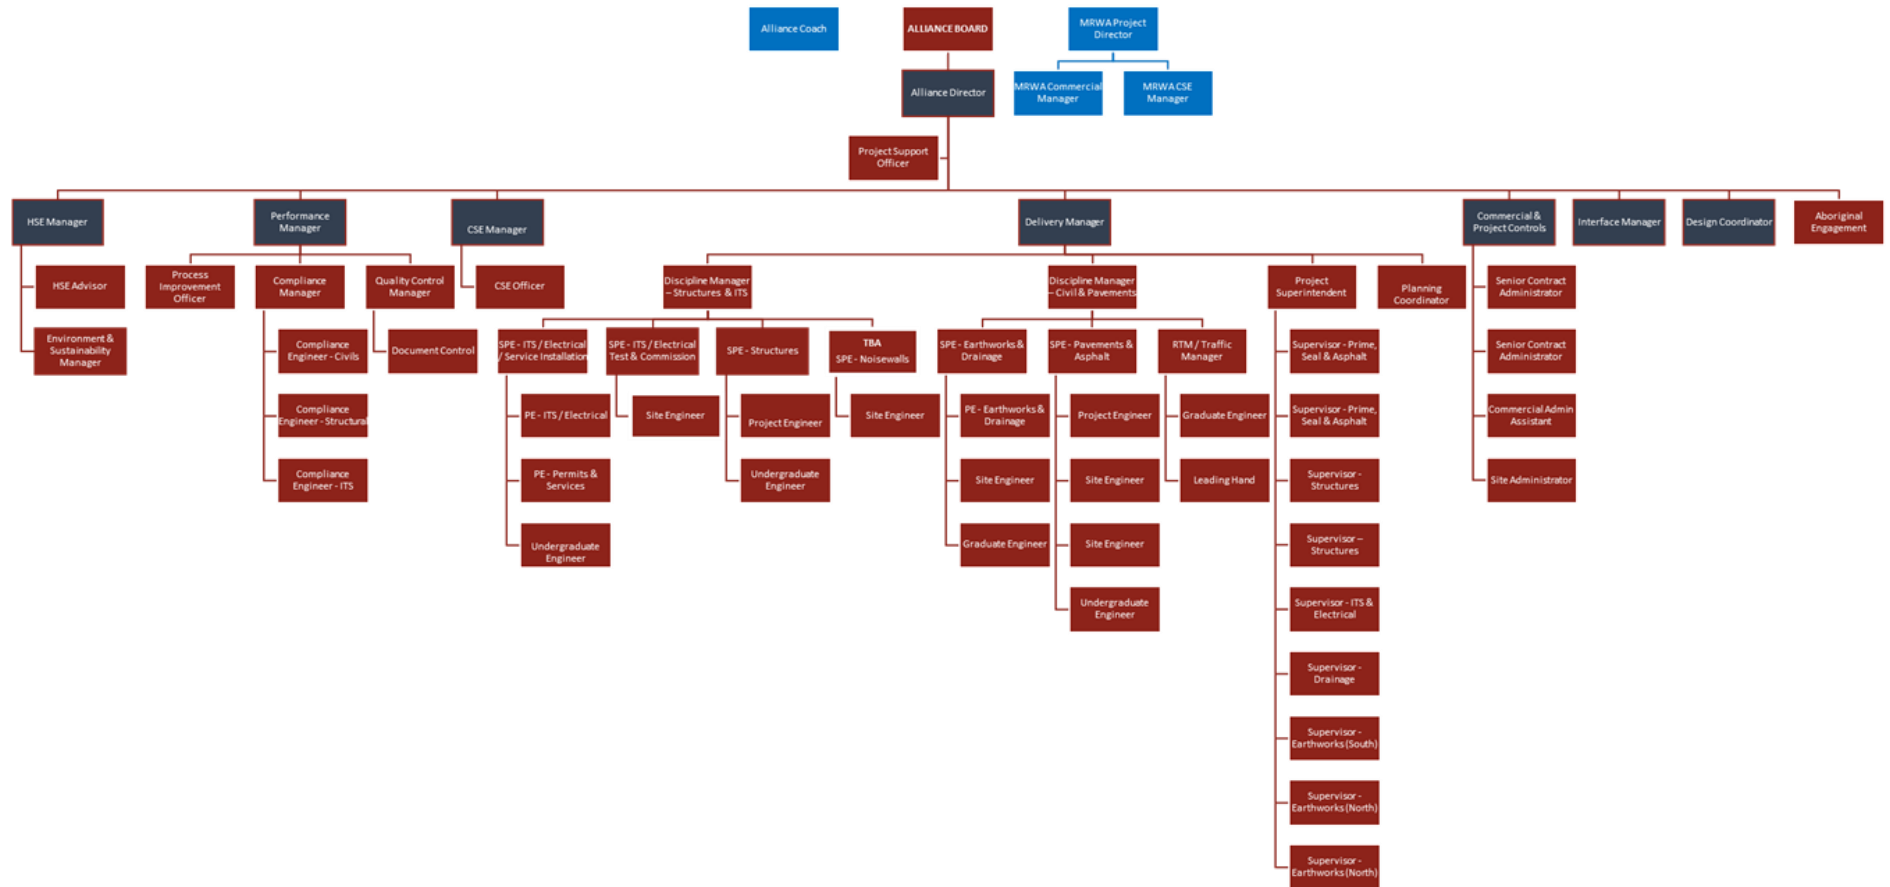 Alliance Coach
ALLIANCE BOARD
MRWA Project
Director
Alliance Director
MRWA Commercial
Manager
MRWA CSE
Manager
Project Support
Officer
HSE Manager
Performance
Manager
CSE Manager
Delivery Manager
Commercial &
Project Controls
Interface Manager
Design Coordinator
Aboriginal
Engagement
HSE Advisor
Process
Improvement
Officer
Compliance
Manager
Quality Control
Manager
CSE Officer
Discipline Manager
– Structures & ITS
Discipline Manager
– Civil & Pavements
Project
Superintendent
Planning
Coordinator
Senior Contract
Administrator
Environment &
Sustainability
Manager
Compliance
Engineer - Civils
Document Control
SPE - ITS / Electrical
/ Service Installation
SPE - ITS / Electrical
Test & Commission
SPE - Structures
TBA
SPE - Noisewalls
SPE - Earthworks &
Drainage
SPE - Pavements &
Asphalt
RTM / Traffic
Manager
Supervisor - Prime,
Seal & Asphalt
Senior Contract
Administrator
Compliance
Engineer - Structural
PE - ITS / Electrical
Site Engineer
Project Engineer
Site Engineer
PE - Earthworks &
Drainage
Project Engineer
Graduate Engineer
Supervisor - Prime,
Seal & Asphalt
Commercial Admin
Assistant
Compliance
Engineer - ITS
PE - Permits &
Services
Undergraduate
Engineer
Site Engineer
Site Engineer
Leading Hand
Supervisor -
Structures
Site Administrator
Undergraduate
Engineer
Graduate Engineer
Site Engineer
Supervisor –
Structures
Undergraduate
Engineer
Supervisor - ITS &
Electrical
Supervisor -
Drainage
Supervisor -
Earthworks (South)
Supervisor -
Earthworks (North)
Supervisor -
Earthworks (North)